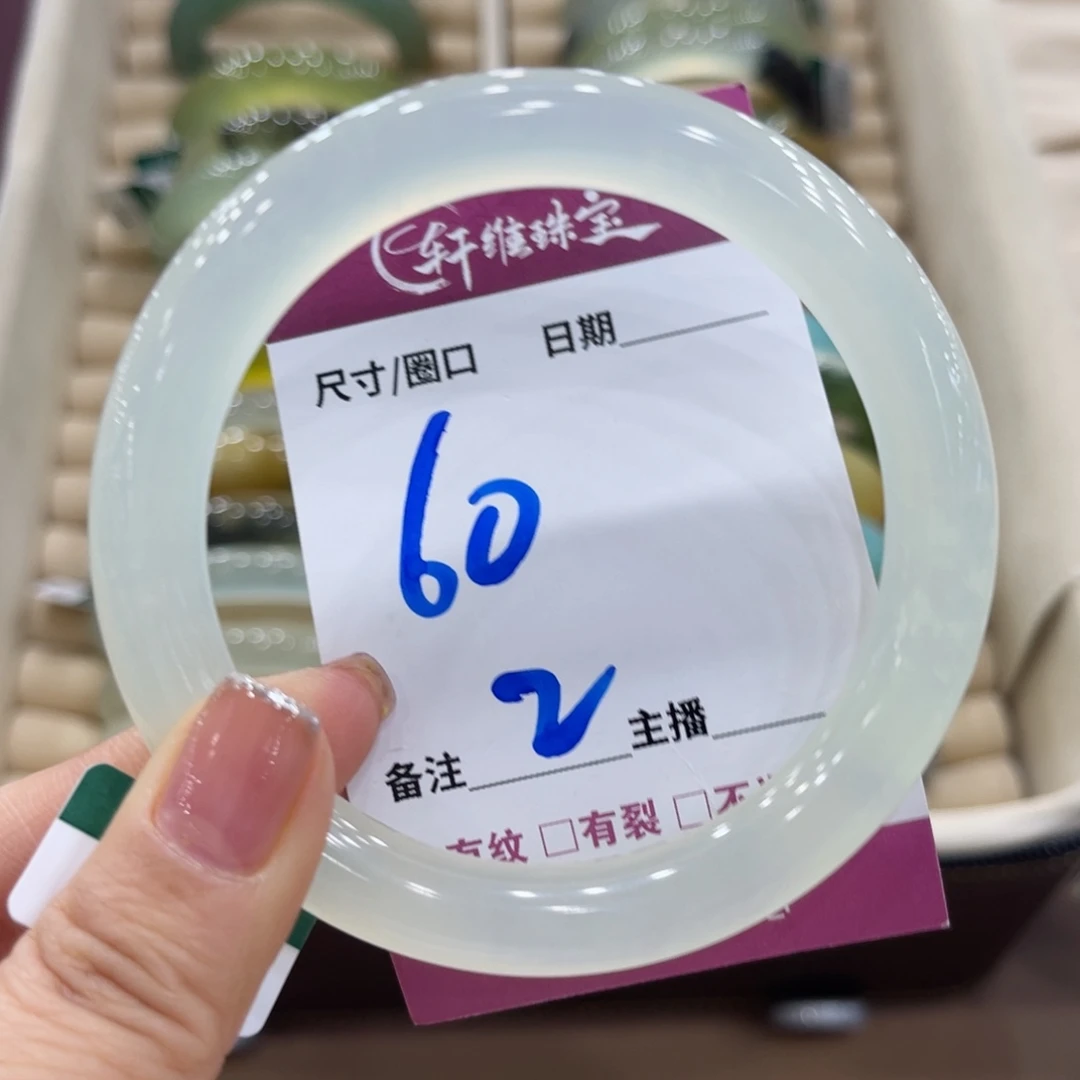 轩维珠宝
尺寸/圈口 日期
60
2
备注 主播
有纹 □有裂 □不